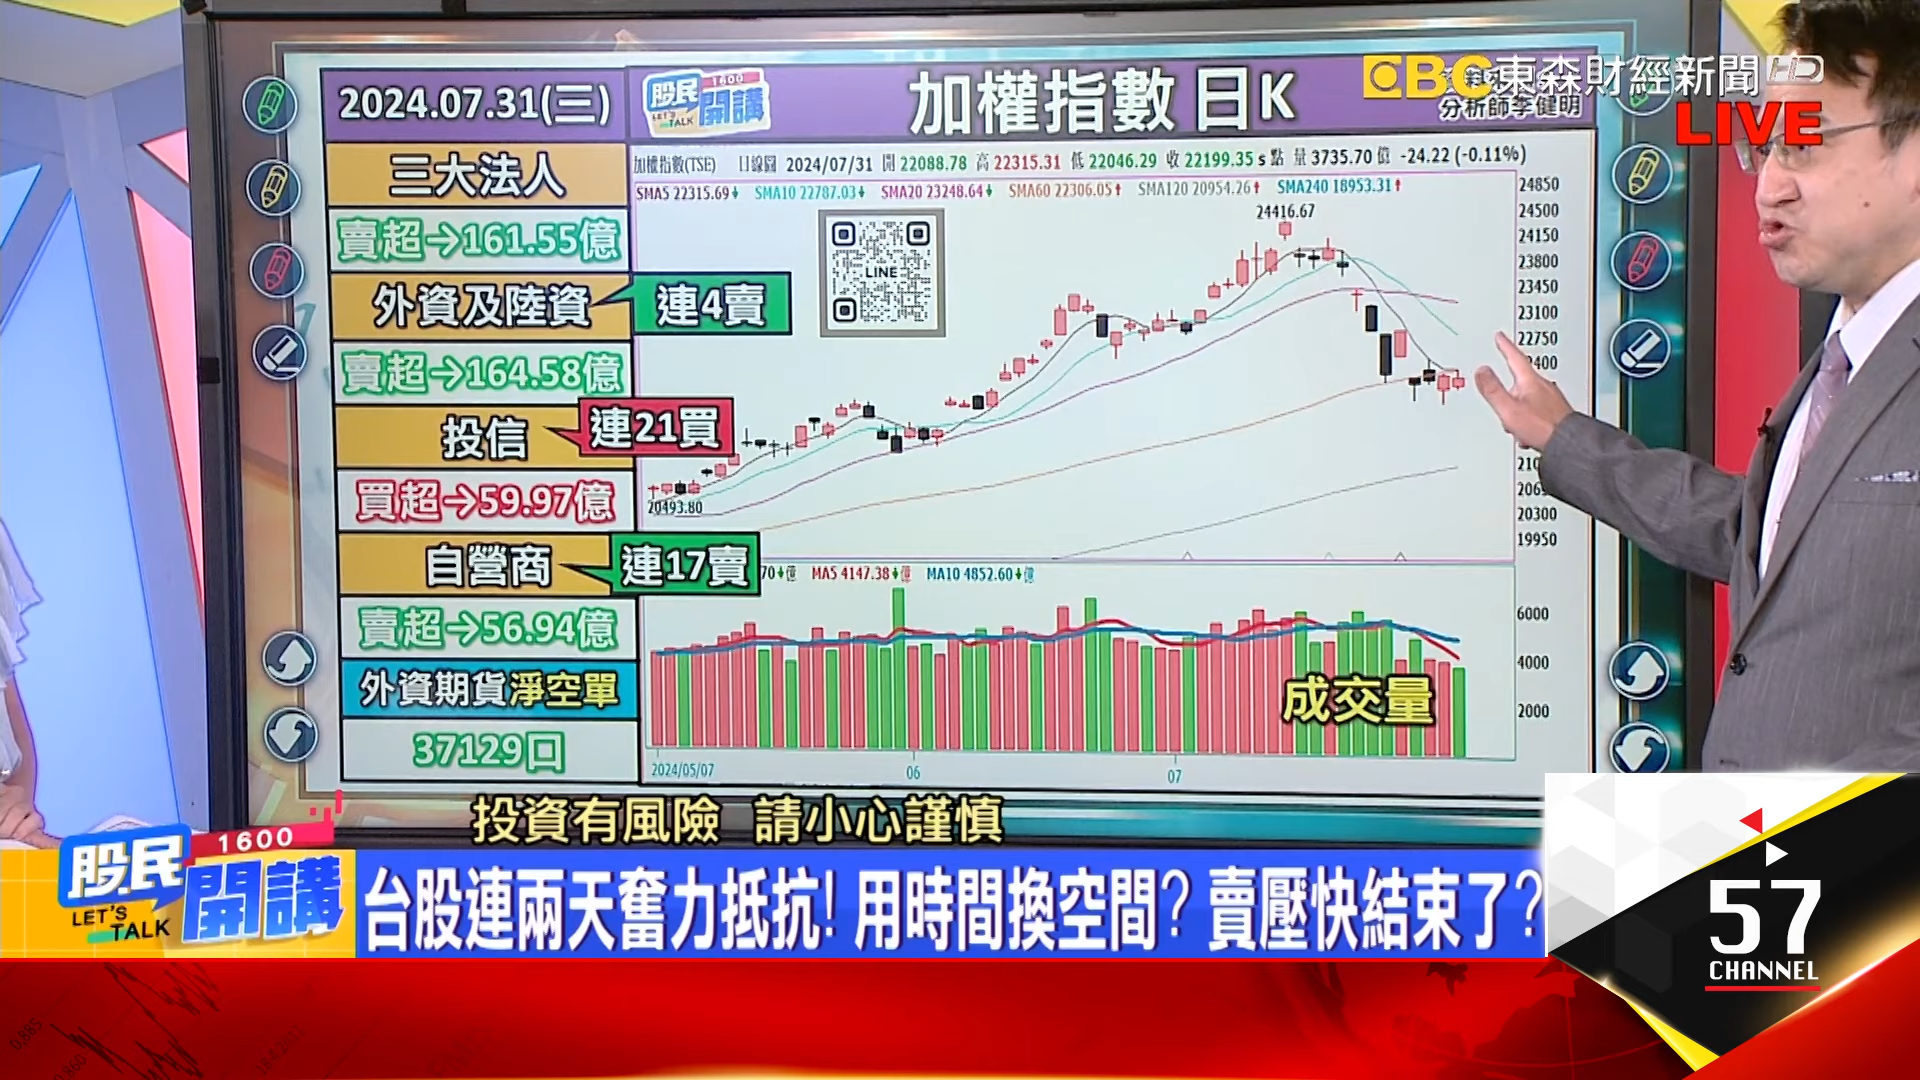 2024.07.31(三)
股民開講
1600
LET'S TALK
加權指數 日K
EBC東森財經新聞 HD
分析師李健明
LIVE
三大法人
賣超→161.55億
外資及陸資
連4賣
賣超→164.58億
投信
連21買
買超→59.97億
自營商
連17賣
賣超→56.94億
外資期貨淨空單
37129口
加權指數(TSE) 日線圖 2024/07/31 開 22088.78 高 22315.31 低 22046.29 收 22199.35 s 點 量 3735.70 億 -24.22 (-0.11%)
SMA5 22315.69↓ SMA10 22787.03↓ SMA20 23248.64↓ SMA60 22306.05↑ SMA120 20954.26↑ SMA240 18953.31↑
LINE
24416.67
20493.80
24850
24500
24150
23800
23450
23100
22750
2400
20300
19950
70↓億 MA5 4147.38↓億 MA10 4852.60↓億
6000
4000
2000
成交量
2024/05/07 06 07
投資有風險 請小心謹慎
股民開講
1600
LET'S TALK
台股連兩天奮力抵抗! 用時間換空間? 賣壓快結束了?
57
CHANNEL